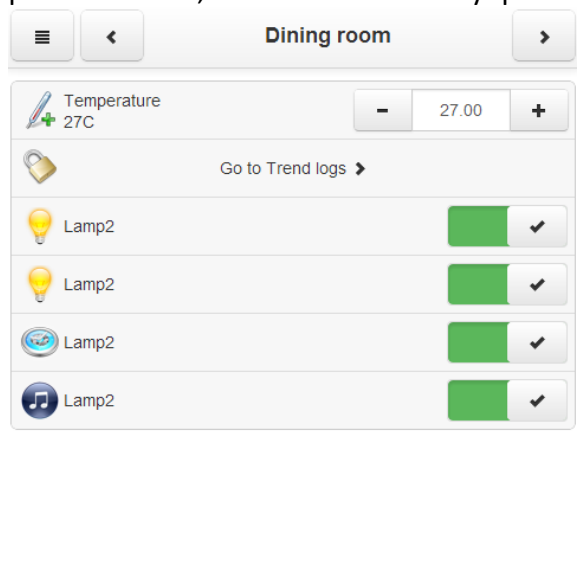 Dining room
Temperature
27C
- 27.00 +
Go to Trend logs
Lamp2
Lamp2
Lamp2
Lamp2